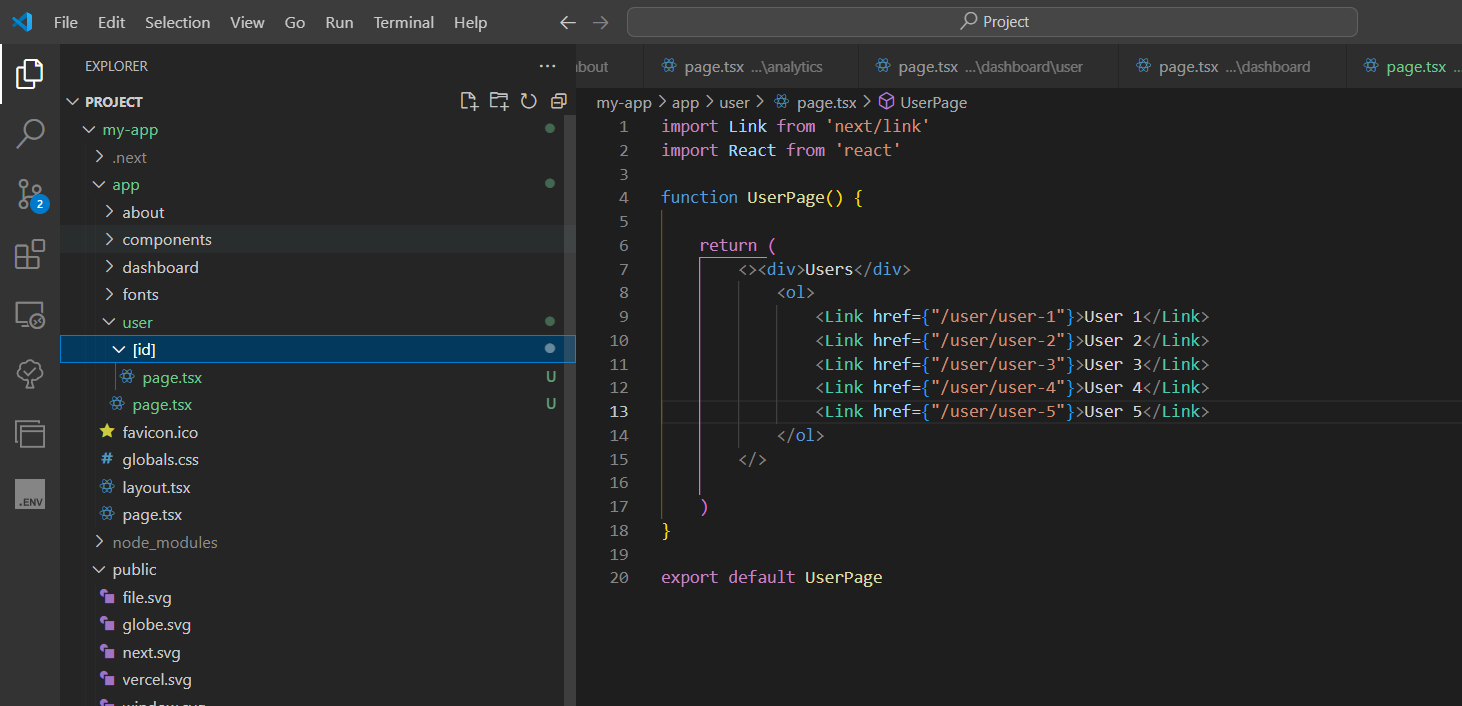 File Edit Selection View Go Run Terminal Help Project
EXPLORER ...
bout page.tsx ...\analytics page.tsx ...\dashboard\user page.tsx ...\dashboard page.tsx ..
PROJECT
my-app > app > user > page.tsx > UserPage
my-app
.next
app
about
components
dashboard
fonts
user
[id]
page.tsx U
page.tsx U
favicon.ico
# globals.css
layout.tsx
page.tsx
node_modules
public
file.svg
globe.svg
next.svg
vercel.svg
window.svg
2
.ENV
1 import Link from 'next/link'
2 import React from 'react'
3
4 function UserPage() {
5
6 return (
7 <><div>Users</div>
8 <ol>
9 <Link href={"/user/user-1"}>User 1</Link>
10 <Link href={"/user/user-2"}>User 2</Link>
11 <Link href={"/user/user-3"}>User 3</Link>
12 <Link href={"/user/user-4"}>User 4</Link>
13 <Link href={"/user/user-5"}>User 5</Link>
14 </ol>
15 </>
16
17 )
18 }
19
20 export default UserPage